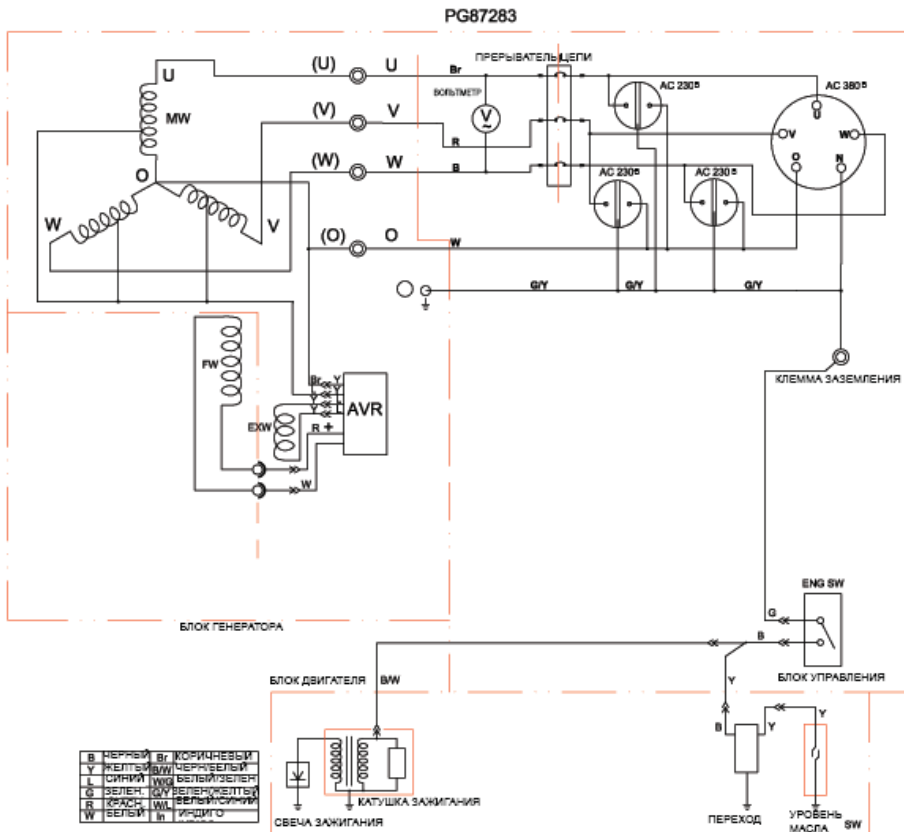 PG87283
ПРЕРЫВАТЕЛЬ ЦЕПИ
U
(U)
U
Br
ВОЛЬТМЕТР
V
~
AC 230В
AC 380В
U
MW
(V)
V
R
V
W
O
N
(W)
W
B
AC 230В
AC 230В
O
W
V
(O)
O
W
G/Y
G/Y
G/Y
КЛЕММА ЗАЗЕМЛЕНИЯ
FW
Br
Y
AVR
EXW
Y
R +
W
ENG SW
G
B
БЛОК ГЕНЕРАТОРА
БЛОК УПРАВЛЕНИЯ
БЛОК ДВИГАТЕЛЯ
B/W
Y
B
Y
Y
КАТУШКА ЗАЖИГАНИЯ
СВЕЧА ЗАЖИГАНИЯ
ПЕРЕХОД
УРОВЕНЬ
МАСЛА SW
B ЧЕРНЫЙ Br КОРИЧНЕВЫЙ
Y ЖЕЛТЫЙ B/W ЧЕРН/БЕЛЫЙ
L СИНИЙ W/G БЕЛЫЙ/ЗЕЛЕН
G ЗЕЛЕН. G/Y ЗЕЛЕН/ЖЕЛТЫЙ
R КРАСН. W/L БЕЛЫЙ/СИНИЙ
W БЕЛЫЙ In ИНДИГО